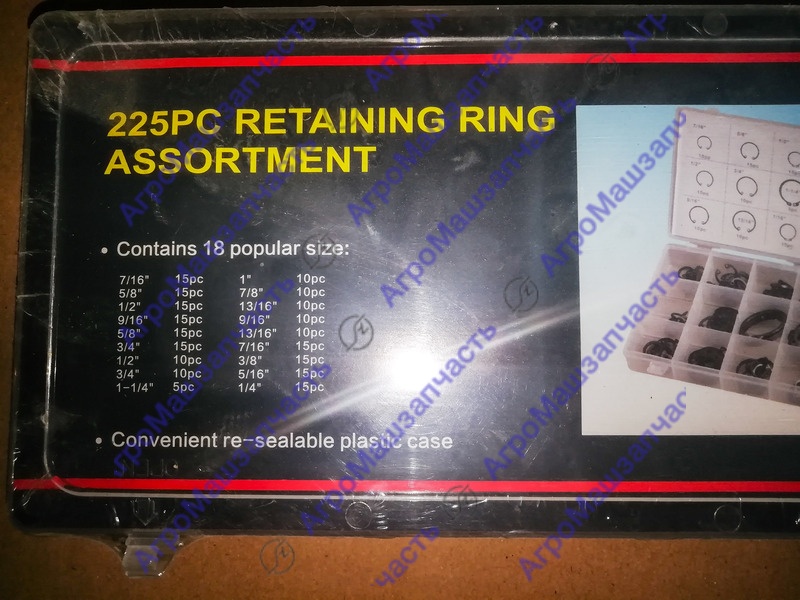 225PC RETAINING RING
ASSORTMENT
• Contains 18 popular size:
7/16" 15pc 1" 10pc
5/8" 15pc 7/8" 10pc
1/2" 15pc 13/16" 10pc
9/16" 15pc 9/16" 10pc
5/8" 15pc 13/16" 10pc
3/4" 15pc 7/16" 15pc
1/2" 10pc 3/8" 15pc
3/4" 10pc 5/16" 15pc
1-1/4" 5pc 1/4" 15pc
• Convenient re-sealable plastic case
АгроМашзапчасть